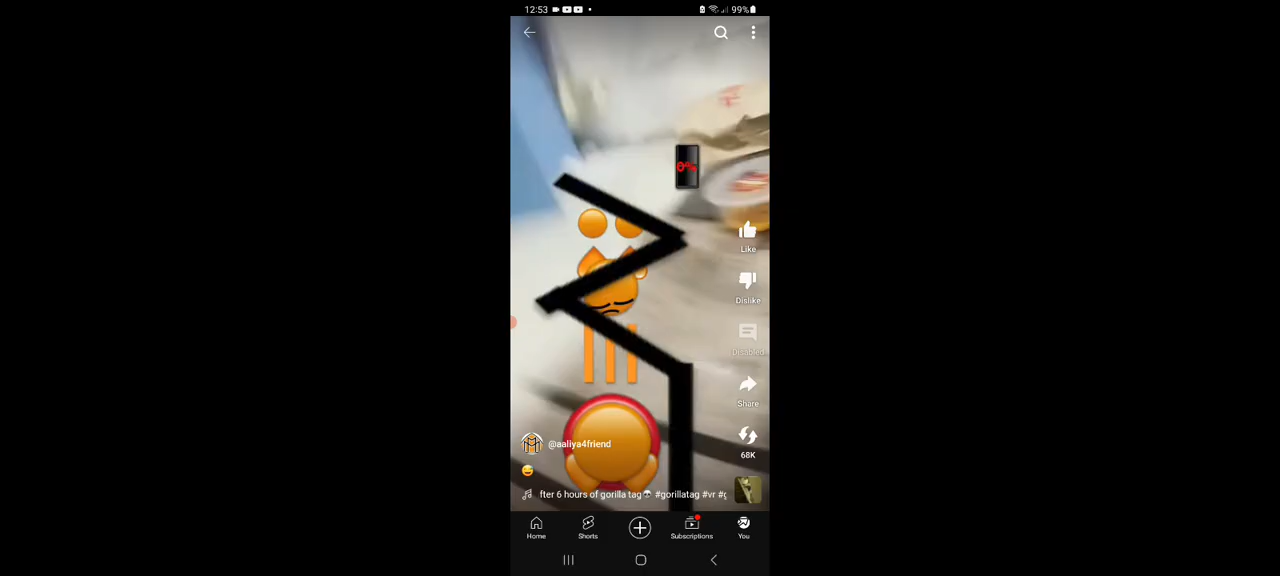 12:53
99%
0%
Like
Dislike
Disabled
Share
@aaliya4friend
68K
fter 6 hours of gorilla tag💀 #gorillatag #vr #g
Home
Shorts
Subscriptions
You